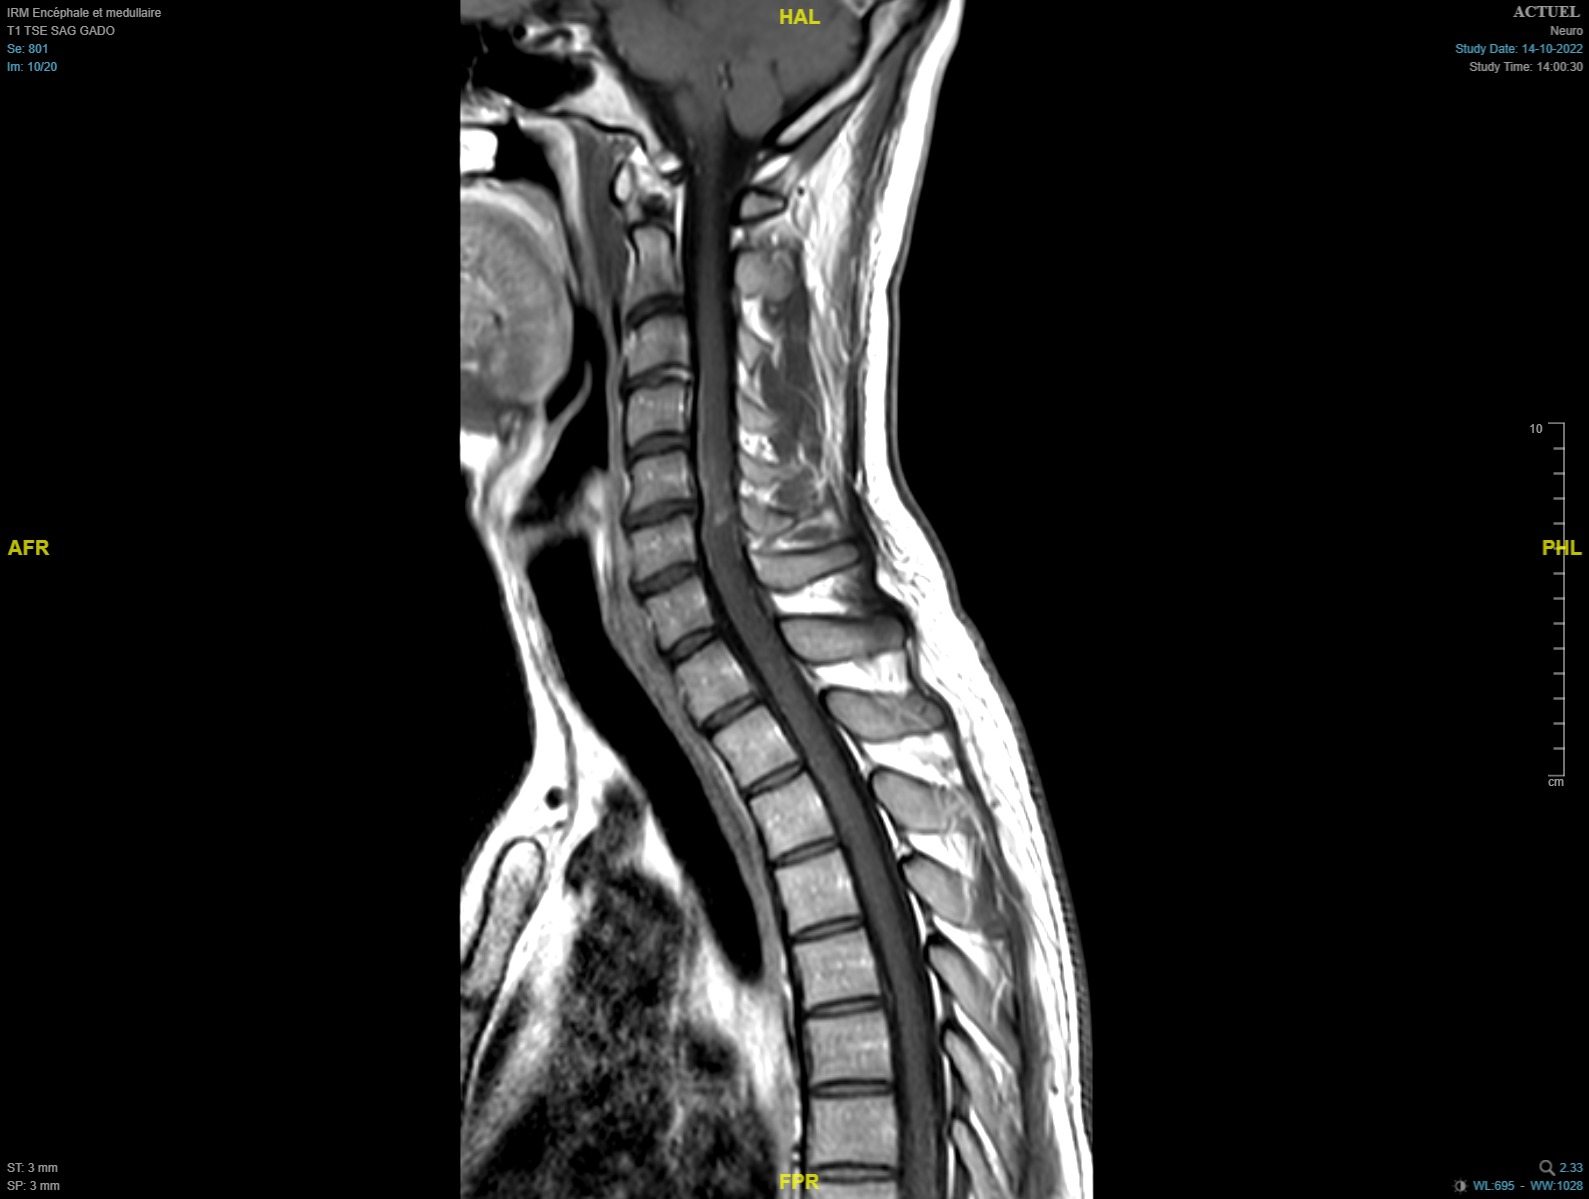 IRM Encéphale et medullaire
T1 TSE SAG GADO
Se: 801
Im: 10/20
HAL
ACTUEL
Neuro
Study Date: 14-10-2022
Study Time: 14:00:30
10
AFR
PHL
cm
ST: 3 mm
SP: 3 mm
FPR
2.33
WL:695 - WW:1028